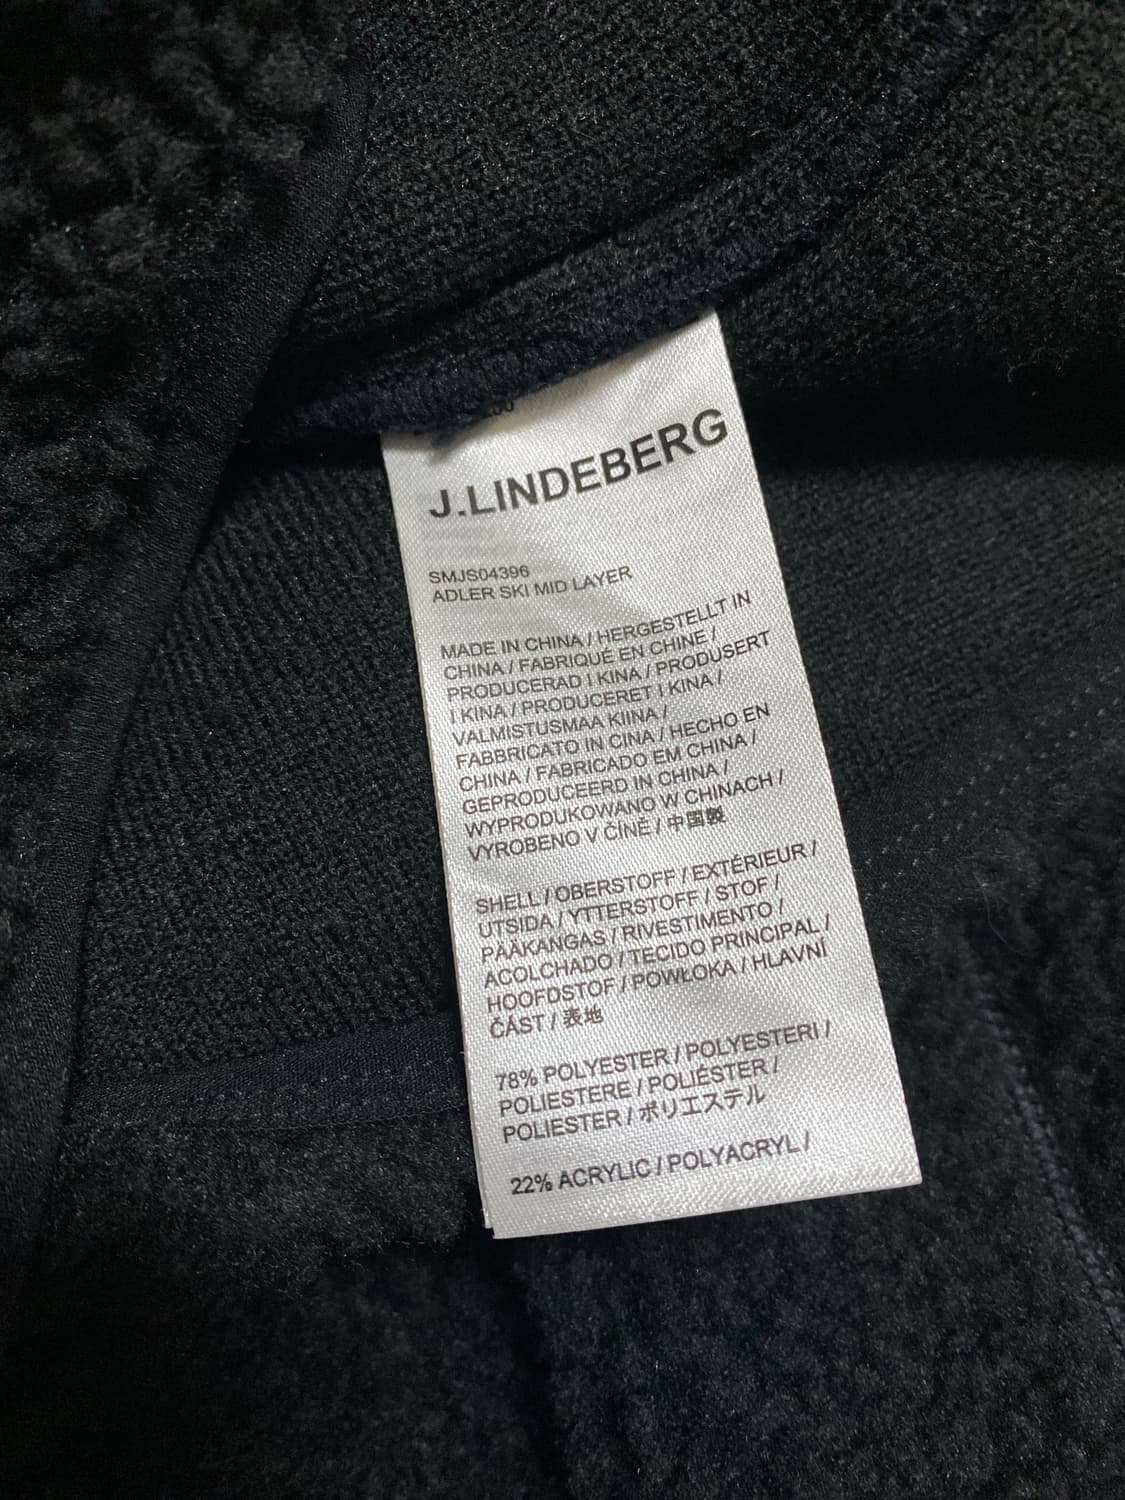 J.LINDEBERG
SMJS04396
ADLER SKI MID LAYER
MADE IN CHINA / HERGESTELLT IN
CHINA / FABRIQUÉ EN CHINE /
PRODUCERAD I KINA / PRODUSERT
I KINA / PRODUCERET I KINA /
VALMISTUSMAA KIINA /
FABBRICATO IN CINA / HECHO EN
CHINA / FABRICADO EM CHINA /
GEPRODUCEERD IN CHINA /
WYPRODUKOWANO W CHINACH /
VYROBENO V ČÍNĚ / 中国製
SHELL / OBERSTOFF / EXTÉRIEUR /
UTSIDA / YTTERSTOFF / STOF /
PÄÄKANGAS / RIVESTIMENTO /
ACOLCHADO / TECIDO PRINCIPAL /
HOOFDSTOF / POWŁOKA / HLAVNÍ
ČÁST / 表地
78% POLYESTER / POLYESTERI /
POLIESTERE / POLIÉSTER /
POLIESTER / ポリエステル
22% ACRYLIC / POLYACRYL /